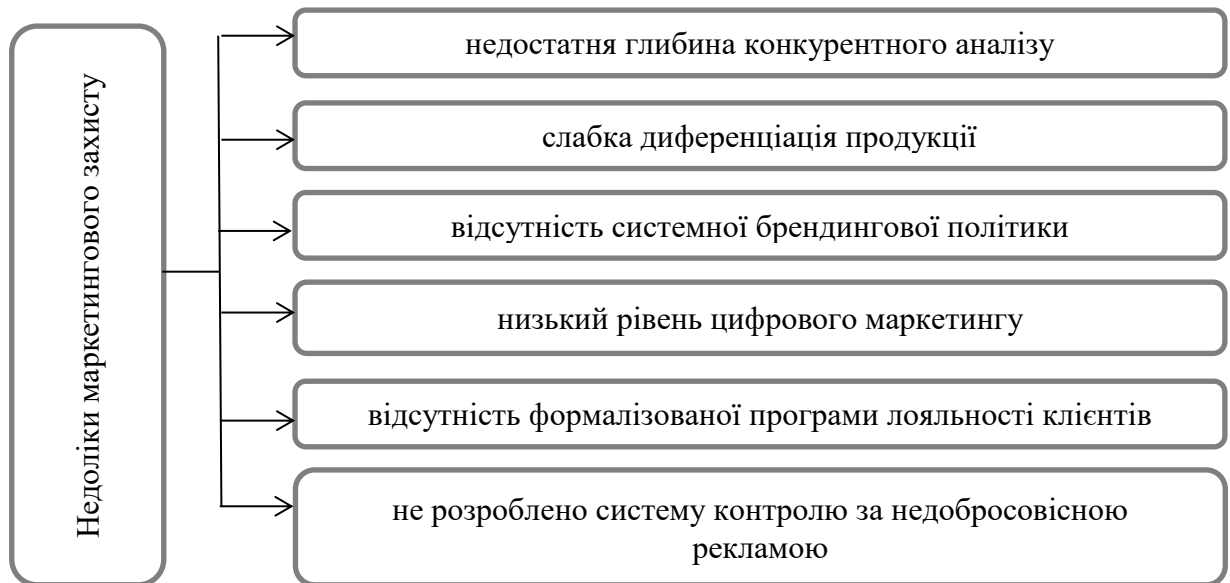 Недоліки маркетингового захисту
недостатня глибина конкурентного аналізу
слабка диференціація продукції
відсутність системної брендингової політики
низький рівень цифрового маркетингу
відсутність формалізованої програми лояльності клієнтів
не розроблено систему контролю за недобросовісною
рекламою